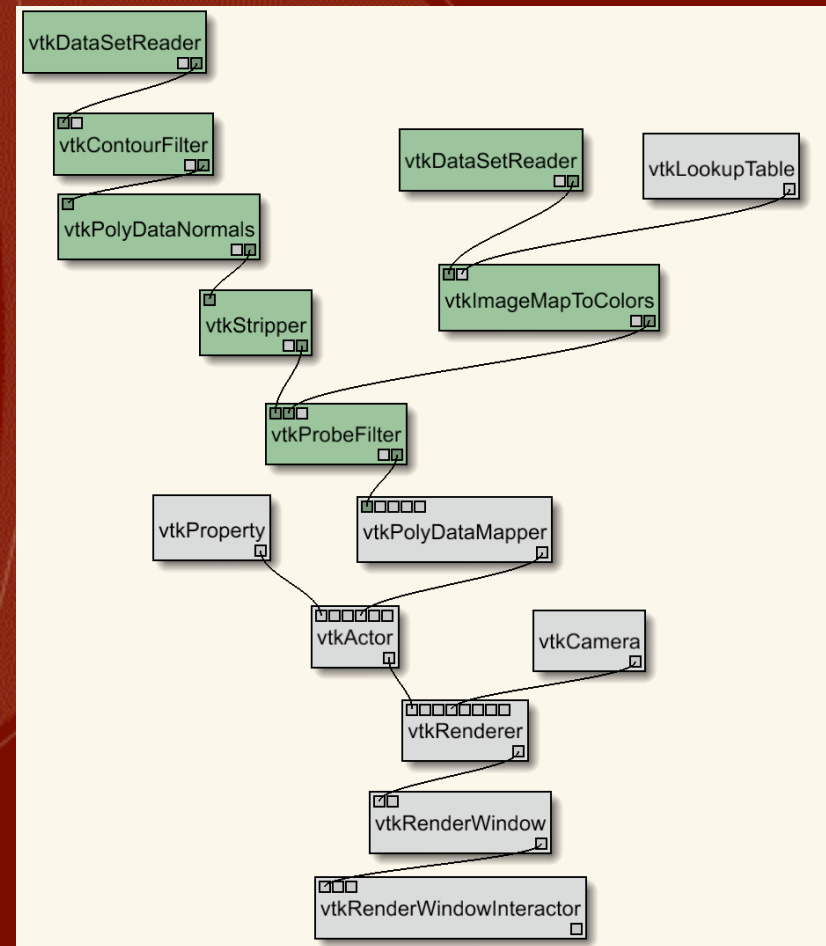 vtkDataSetReader
vtkContourFilter
vtkDataSetReader
vtkLookupTable
vtkPolyDataNormals
vtkImageMapToColors
vtkStripper
vtkProbeFilter
vtkProperty
vtkPolyDataMapper
vtkActor
vtkCamera
vtkRenderer
vtkRenderWindow
vtkRenderWindowInteractor